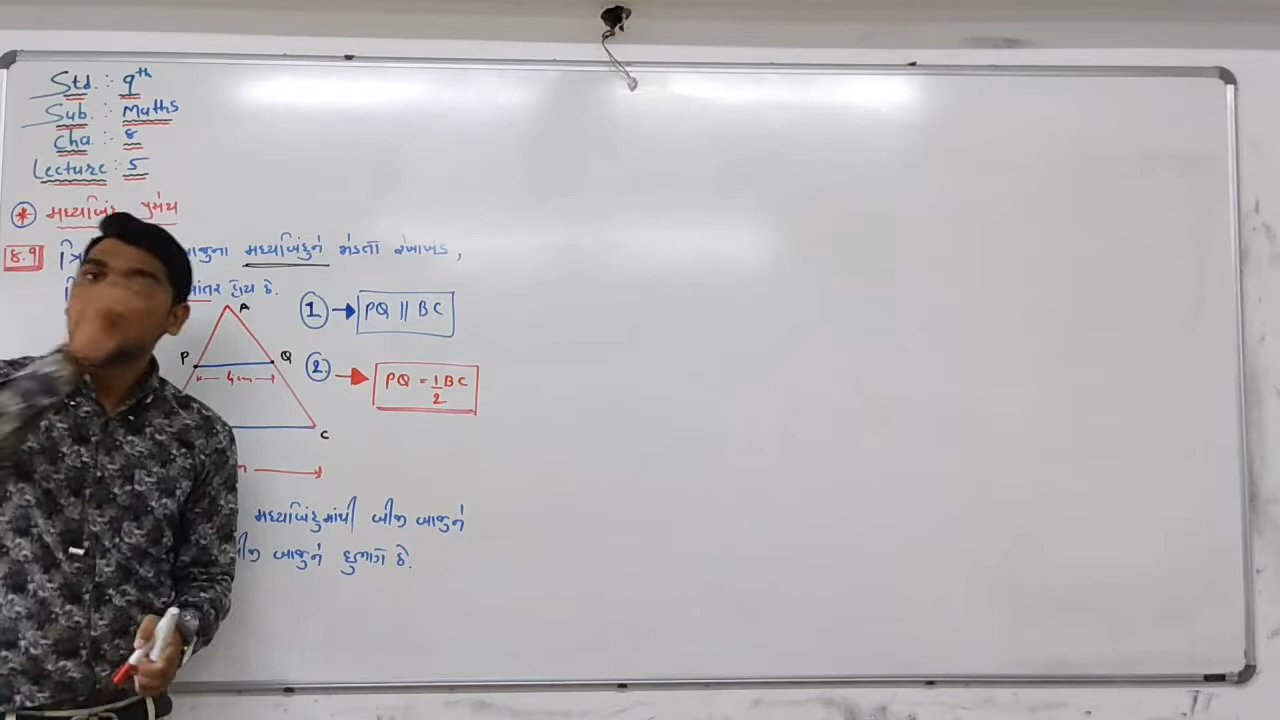 Std. : 9th
Sub. : Maths
Cha. : 8
Lecture : 5
* મધ્યબિંદુ પ્રમેય
8.9 બાજુના મધ્યબિંદુને જોડતો રેખાખંડ,
હોય છે.
A
1. → PQ || BC
P Q
4cm
2. → PQ = 1/2 BC
C
મધ્યબિંદુમાંથી બીજી બાજુને
બાજુને દુભાગે છે.